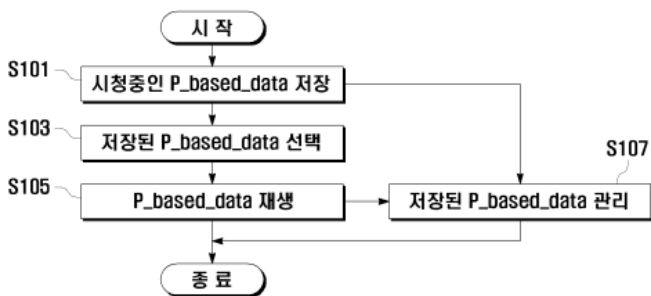 시 작
S101
시청중인 P_based_data 저장
S103
저장된 P_based_data 선택
S107
S105
P_based_data 재생
저장된 P_based_data 관리
종 료